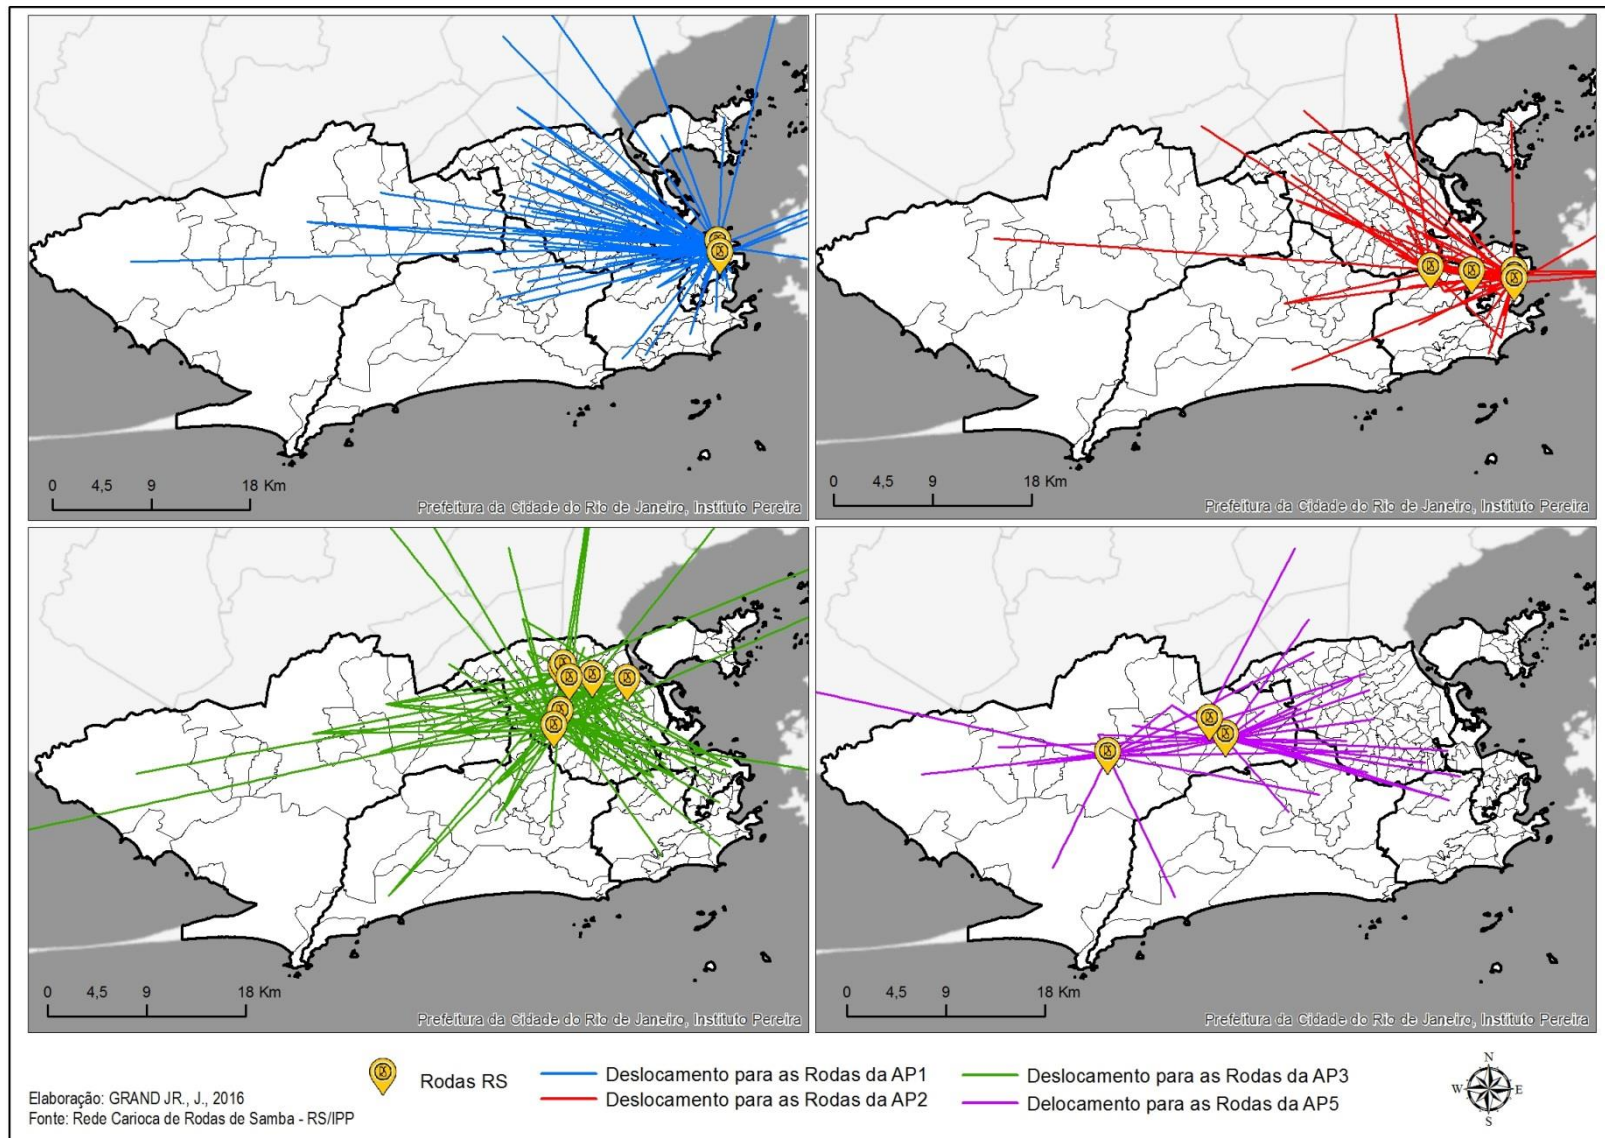 0 4,5 9 18 Km
Prefeitura da Cidade do Rio de Janeiro, Instituto Pereira
0 4,5 9 18 Km
Prefeitura da Cidade do Rio de Janeiro, Instituto Pereira
0 4,5 9 18 Km
Prefeitura da Cidade do Rio de Janeiro, Instituto Pereira
0 4,5 9 18 Km
Prefeitura da Cidade do Rio de Janeiro, Instituto Pereira
Rodas RS
Deslocamento para as Rodas da AP1
Deslocamento para as Rodas da AP2
Deslocamento para as Rodas da AP3
Delocamento para as Rodas da AP5
N
W E
S
Elaboração: GRAND JR., J., 2016
Fonte: Rede Carioca de Rodas de Samba - RS/IPP